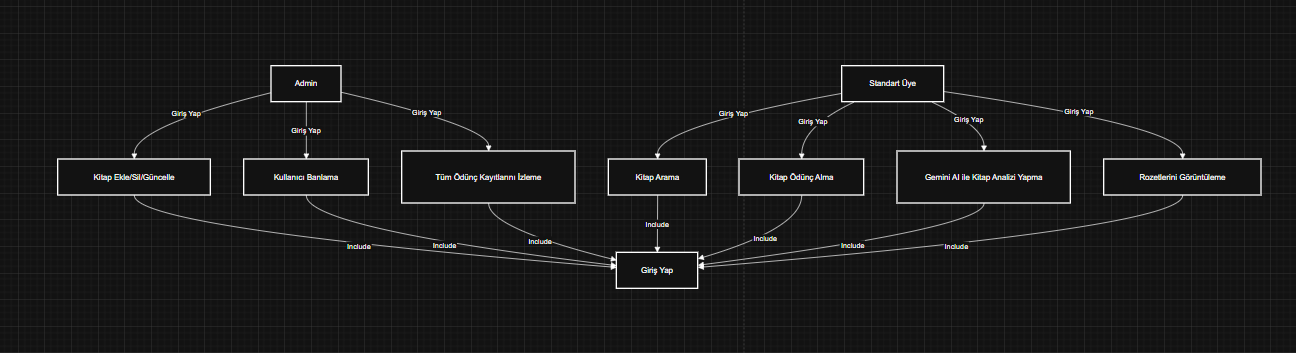 Admin
Standart Üye
Giriş Yap
Giriş Yap
Giriş Yap
Giriş Yap
Giriş Yap
Giriş Yap
Giriş Yap
Kitap Ekle/Sil/Güncelle
Kullanıcı Banlama
Tüm Ödünç Kayıtlarını İzleme
Kitap Arama
Kitap Ödünç Alma
Gemini AI ile Kitap Analizi Yapma
Rozetlerini Görüntüleme
Include
Include
Include
Include
Include
Include
Include
Giriş Yap